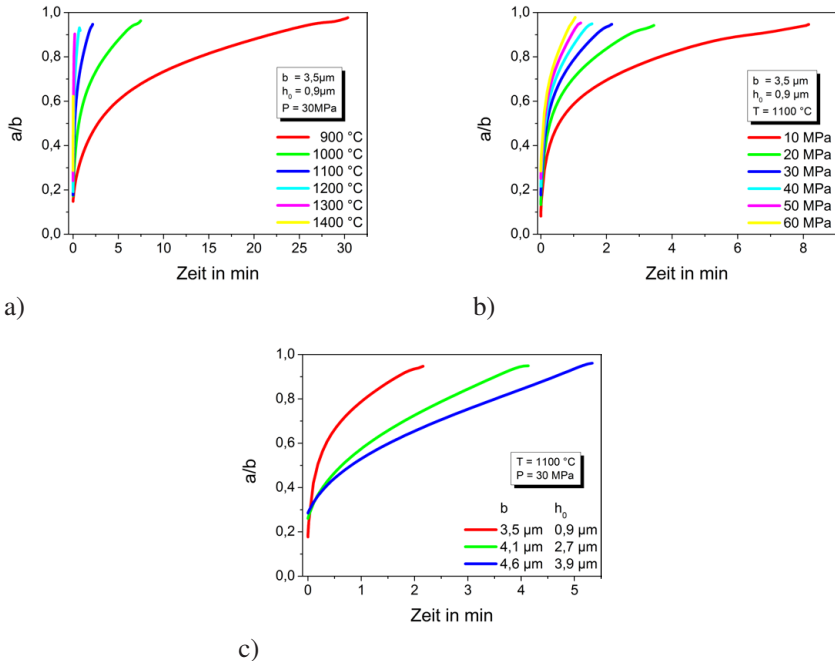 1,0
0,8
0,6
0,4
0,2
0,0
a/b
b = 3,5µm
h0 = 0,9µm
P = 30MPa
900 °C
1000 °C
1100 °C
1200 °C
1300 °C
1400 °C
0 5 10 15 20 25 30
Zeit in min
a)
1,0
0,8
0,6
0,4
0,2
0,0
a/b
b = 3,5 µm
h0 = 0,9 µm
T = 1100 °C
10 MPa
20 MPa
30 MPa
40 MPa
50 MPa
60 MPa
0 2 4 6 8
Zeit in min
b)
1,0
0,8
0,6
0,4
0,2
0,0
a/b
T = 1100 °C
P = 30 MPa
b h0
3,5 µm 0,9 µm
4,1 µm 2,7 µm
4,6 µm 3,9 µm
0 1 2 3 4 5
Zeit in min
c)